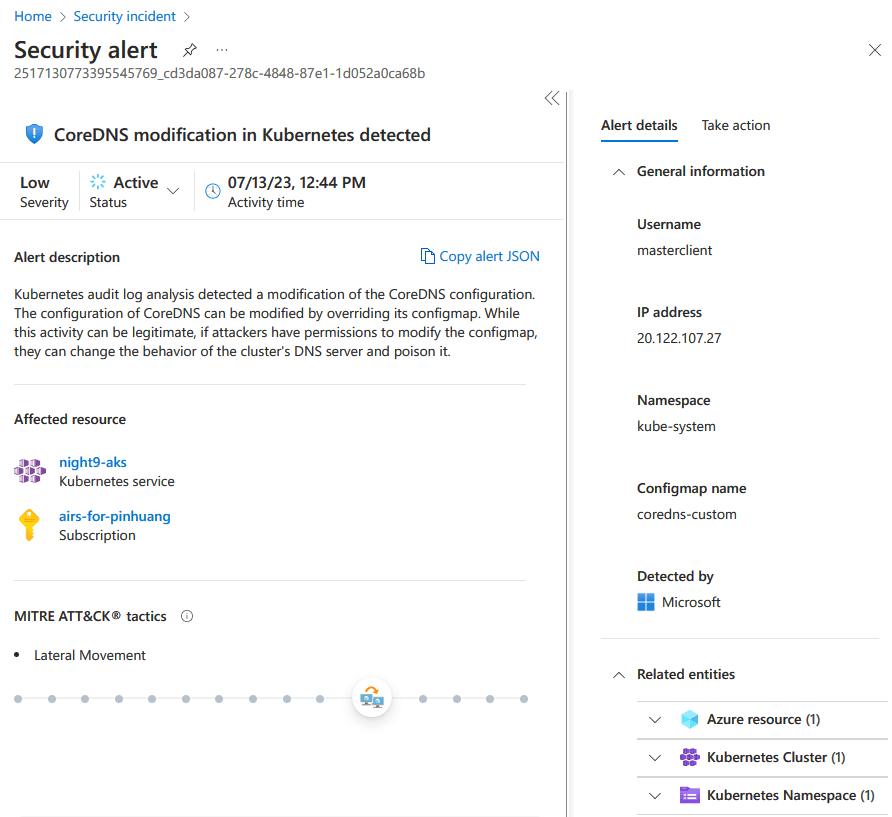 Home > Security incident >
Security alert ...
2517130773395545769_cd3da087-278c-4848-87e1-1d052a0ca68b
CoreDNS modification in Kubernetes detected
Low
Severity
Active
Status
07/13/23, 12:44 PM
Activity time
Alert description
Copy alert JSON
Kubernetes audit log analysis detected a modification of the CoreDNS configuration.
The configuration of CoreDNS can be modified by overriding its configmap. While
this activity can be legitimate, if attackers have permissions to modify the configmap,
they can change the behavior of the cluster's DNS server and poison it.
Affected resource
night9-aks
Kubernetes service
airs-for-pinhuang
Subscription
MITRE ATT&CK® tactics
• Lateral Movement
Alert details
Take action
General information
Username
masterclient
IP address
20.122.107.27
Namespace
kube-system
Configmap name
coredns-custom
Detected by
Microsoft
Related entities
Azure resource (1)
Kubernetes Cluster (1)
Kubernetes Namespace (1)